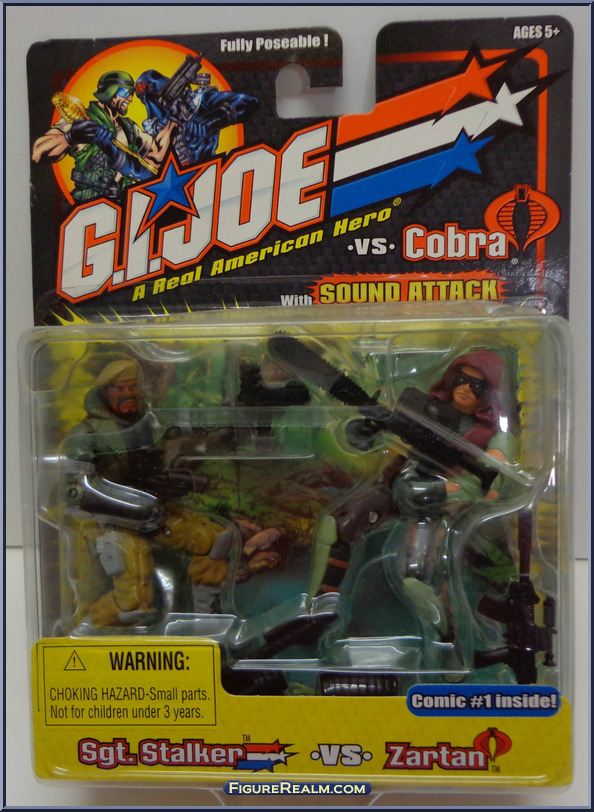 Fully Poseable !
AGES 5+
G.I.JOE
A Real American Hero®
•VS• Cobra®
With SOUND ATTACK
WARNING:
CHOKING HAZARD-Small parts.
Not for children under 3 years.
Comic #1 inside!
Sgt. Stalker™ •VS• Zartan™
FIGUREREALM.COM